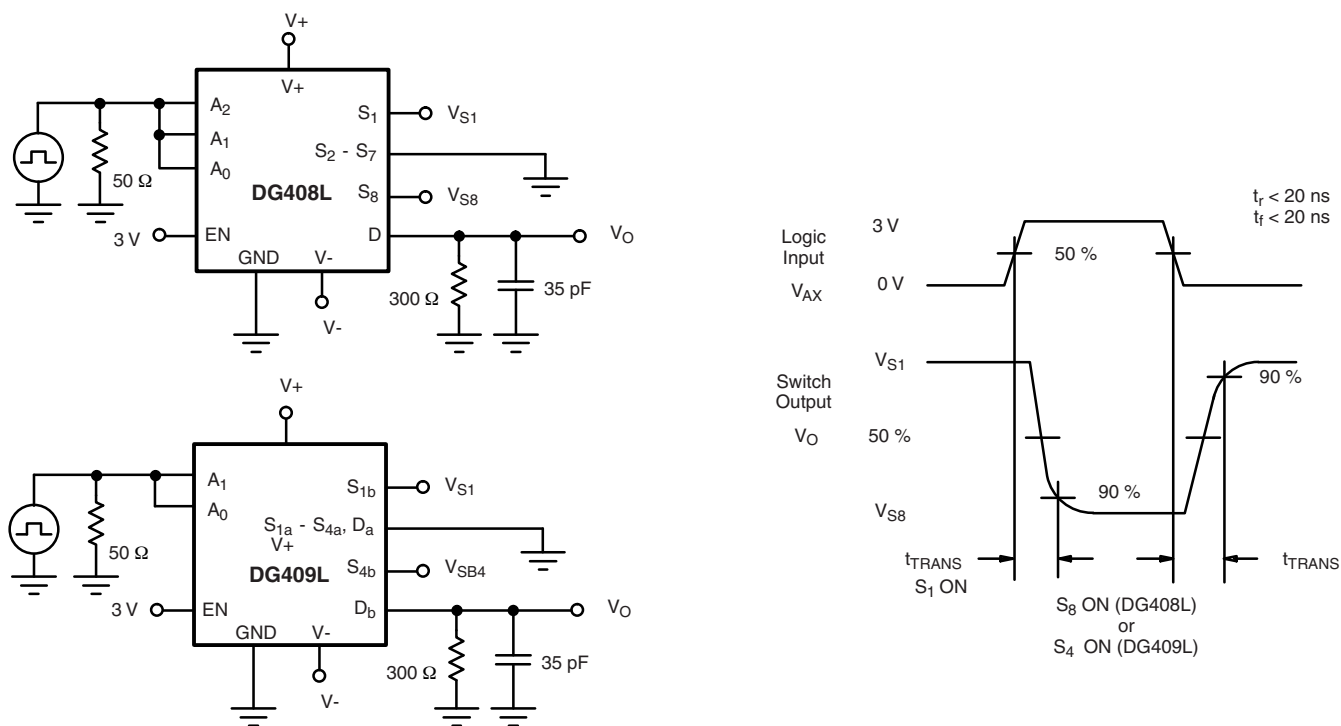 V+
V+
A2
A1
A0
50 Ω
DG408L
S1
VS1
S2 - S7
S8
VS8
3 V
EN
D
VO
GND
V-
V-
300 Ω
35 pF
V+
A1
A0
50 Ω
S1b
VS1
S1a - S4a, Da
V+
DG409L
S4b
VSB4
3 V
EN
Db
VO
GND
V-
V-
300 Ω
35 pF
tr < 20 ns
tf < 20 ns
Logic
Input
VAX
3 V
0 V
50 %
Switch
Output
VO
VS1
50 %
VS8
90 %
90 %
tTRANS
S1 ON
tTRANS
S8 ON (DG408L)
or
S4 ON (DG409L)